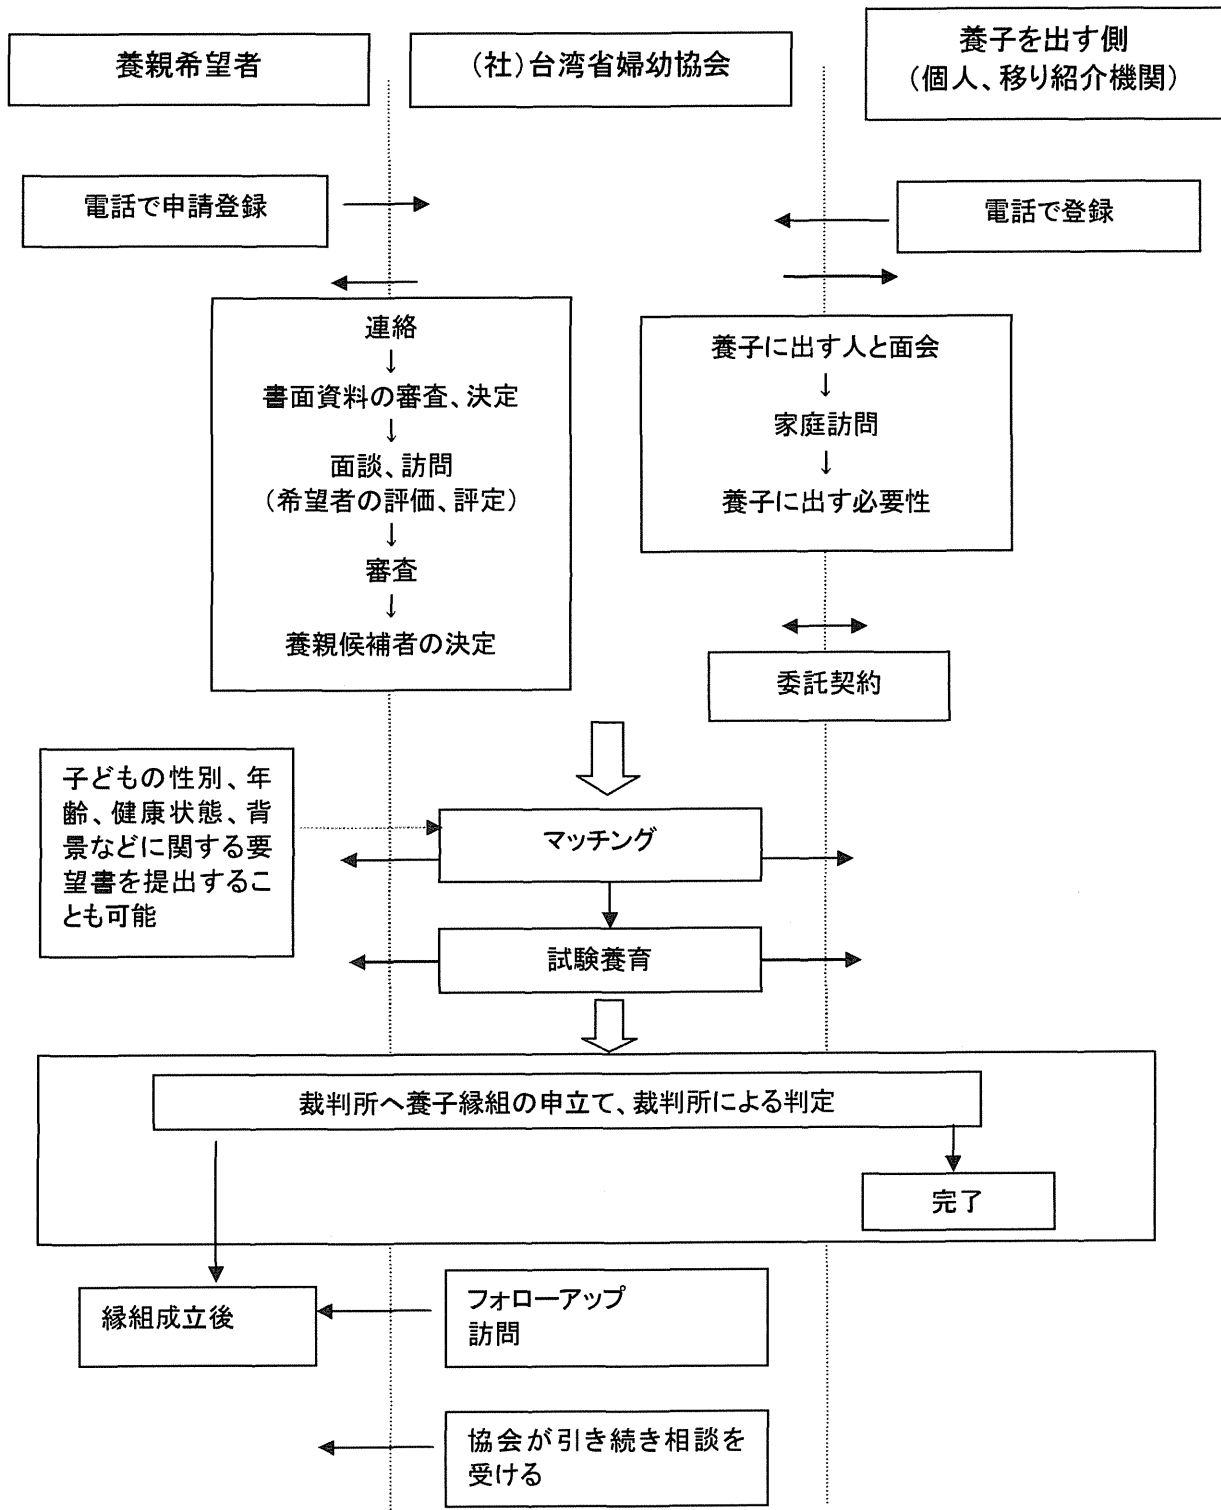 養親希望者
(社)台湾省婦幼協会
養子を出す側
(個人、移り紹介機関)
電話で申請登録
電話で登録
連絡
↓
書面資料の審査、決定
↓
面談、訪問
(希望者の評価、評定)
↓
審査
↓
養親候補者の決定
養子に出す人と面会
↓
家庭訪問
↓
養子に出す必要性
委託契約
子どもの性別、年
齢、健康状態、背
景などに関する要
望書を提出するこ
とも可能
マッチング
試験養育
裁判所へ養子縁組の申立て、裁判所による判定
完了
縁組成立後
フォローアップ
訪問
協会が引き続き相談を
受ける